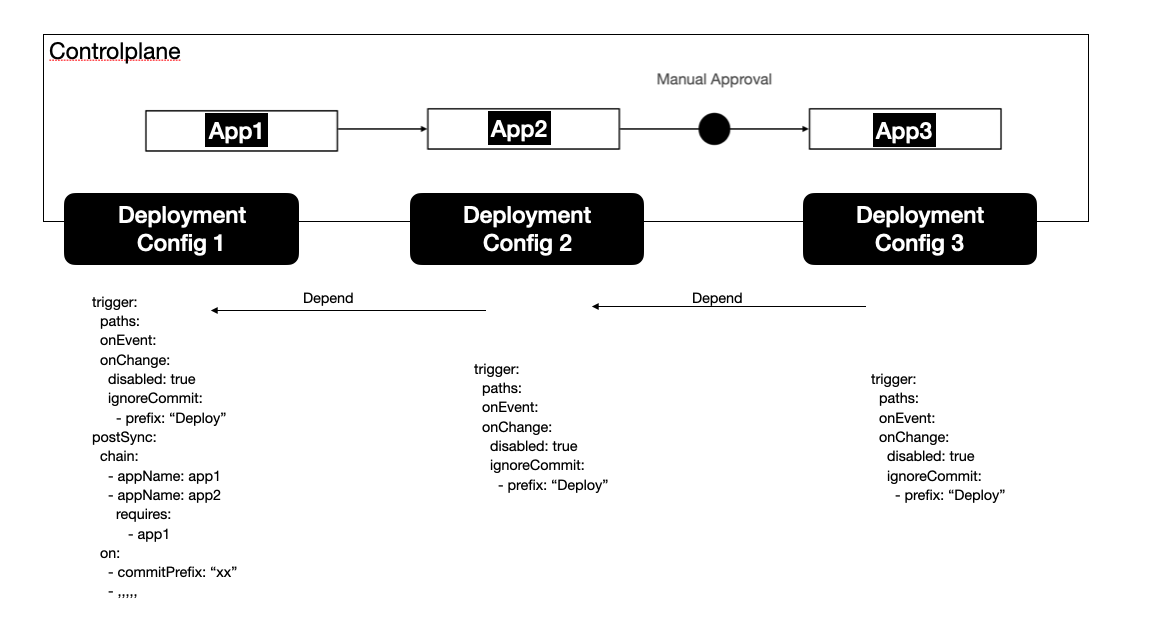 Controlplane
Manual Approval
App1
App2
App3
Deployment
Config 1
Deployment
Config 2
Deployment
Config 3
Depend
Depend
trigger:
paths:
onEvent:
onChange:
disabled: true
ignoreCommit:
- prefix: “Deploy”
postSync:
chain:
- appName: app1
- appName: app2
requires:
- app1
on:
- commitPrefix: “xx”
- ,,,,,
trigger:
paths:
onEvent:
onChange:
disabled: true
ignoreCommit:
- prefix: “Deploy”
trigger:
paths:
onEvent:
onChange:
disabled: true
ignoreCommit:
- prefix: “Deploy”